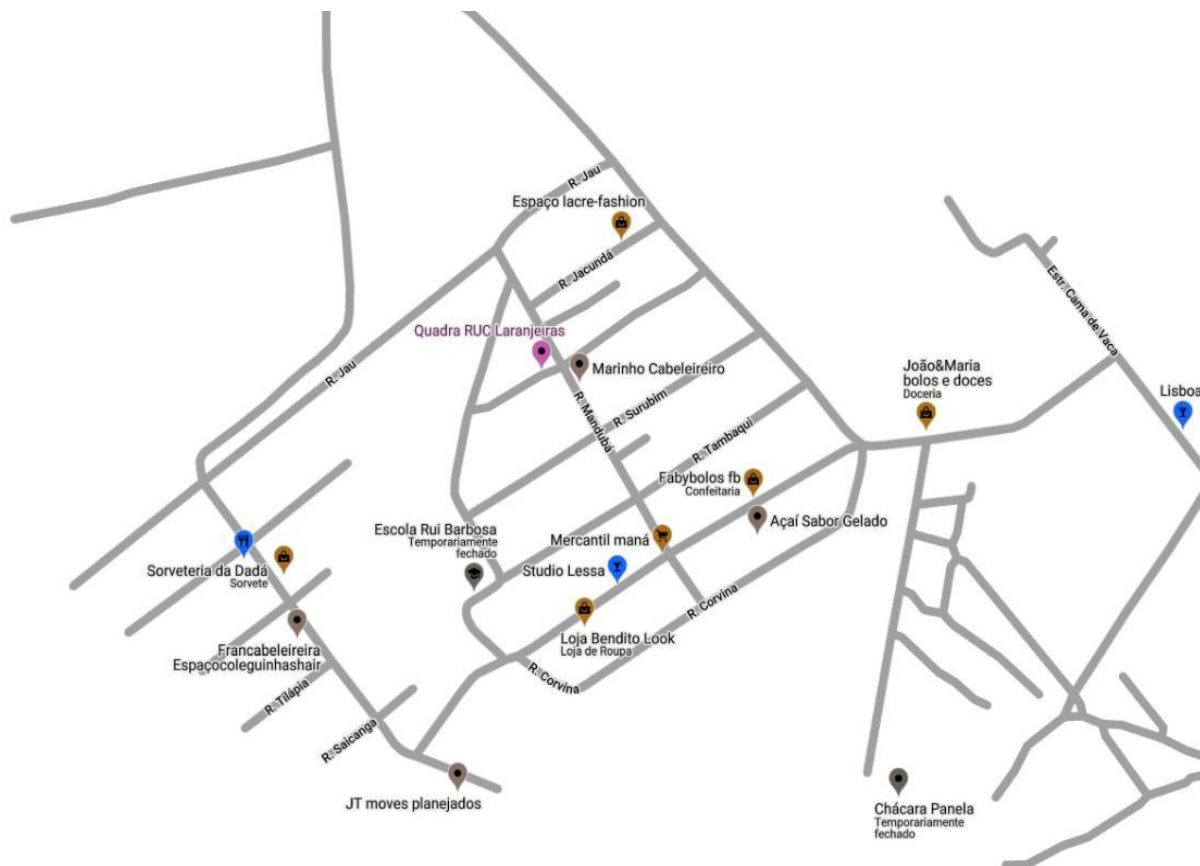 R. Jau
Espaço lacre-fashion
R. Jacundá
Estr. Cama de Vaca
Quadra RUC Laranjeiras
R. Jau
Marinho Cabeleireiro
João&Maria
bolos e doces
Doceria
Lisboa
R. Mandubá
R. Surubim
R. Tambaqui
Fabybolos fb
Confeitaria
Açaí Sabor Gelado
Escola Rui Barbosa
Temporariamente
fechado
Mercantil maná
Studio Lessa
Sorveteria da Dadá
Sorvete
R. Corvina
Loja Bendito Look
Loja de Roupa
Francabeleireira
Espaçocoleguinhashair
R. Corvina
R. Tilápia
R. Saicanga
JT moves planejados
Chácara Panela
Temporariamente
fechado